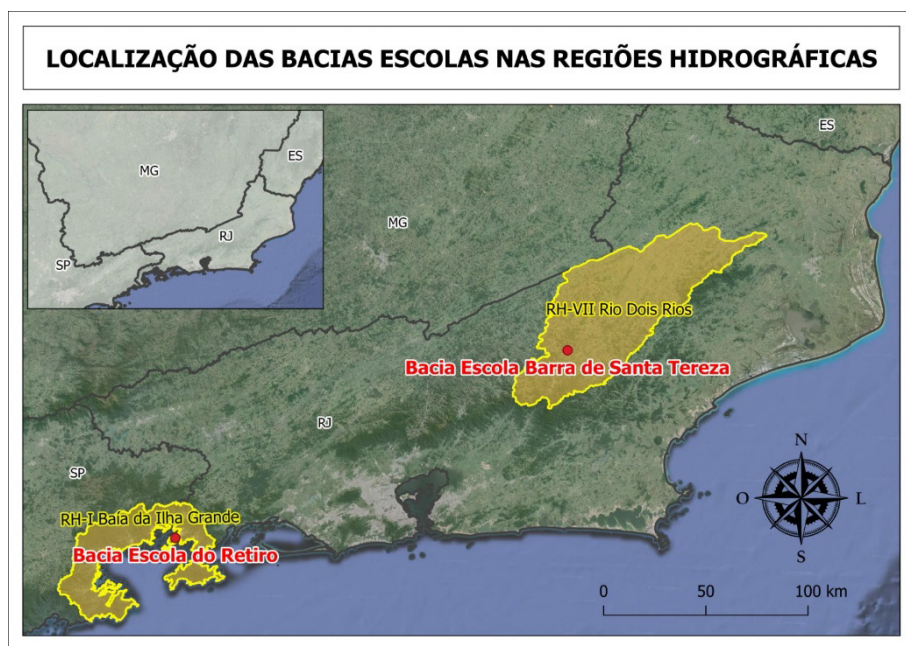 LOCALIZAÇÃO DAS BACIAS ESCOLAS NAS REGIÕES HIDROGRÁFICAS
MG
ES
RJ
SP
ES
MG
RH-VII Rio Dois Rios
Bacia Escola Barra de Santa Tereza
RJ
SP
RH-I Baía da Ilha Grande
Bacia Escola do Retiro
N
O
L
S
0 50 100 km